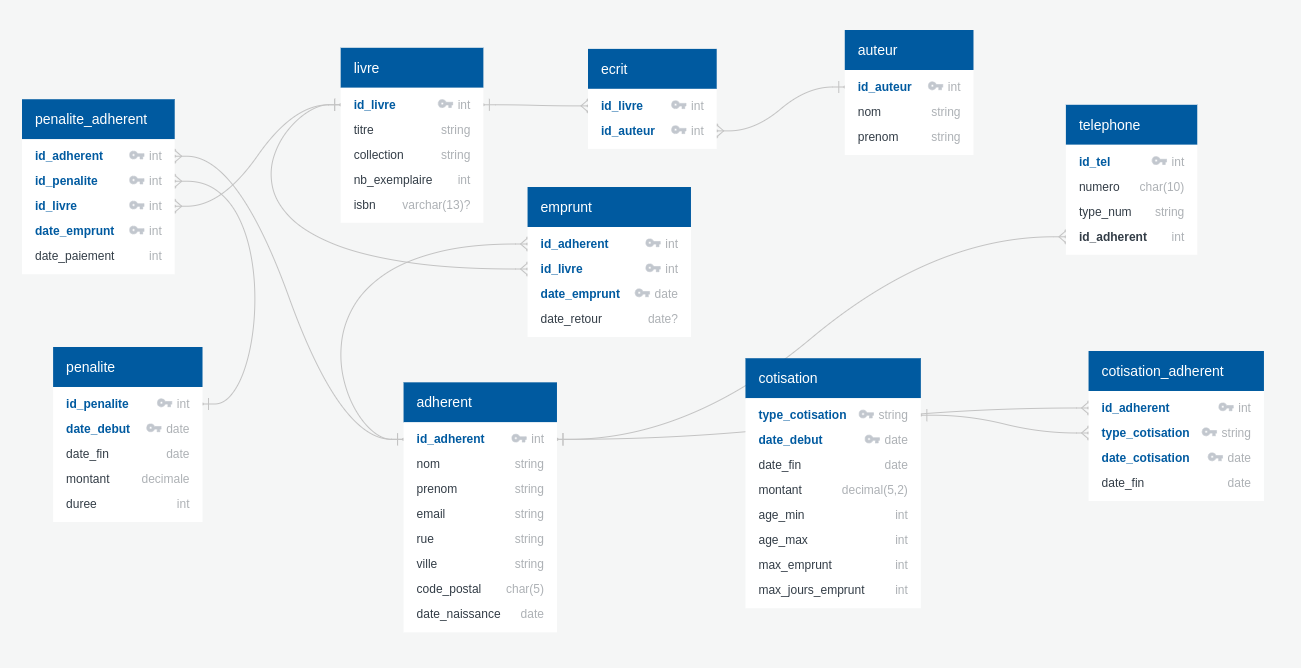 penalite_adherent
id_adherent int
id_penalite int
id_livre int
date_emprunt int
date_paiement int
livre
id_livre int
titre string
collection string
nb_exemplaire int
isbn varchar(13)?
ecrit
id_livre int
id_auteur int
auteur
id_auteur int
nom string
prenom string
telephone
id_tel int
numero char(10)
type_num string
id_adherent int
emprunt
id_adherent int
id_livre int
date_emprunt date
date_retour date?
penalite
id_penalite int
date_debut date
date_fin date
montant decimale
duree int
adherent
id_adherent int
nom string
prenom string
email string
rue string
ville string
code_postal char(5)
date_naissance date
cotisation
type_cotisation string
date_debut date
date_fin date
montant decimal(5,2)
age_min int
age_max int
max_emprunt int
max_jours_emprunt int
cotisation_adherent
id_adherent int
type_cotisation string
date_cotisation date
date_fin date